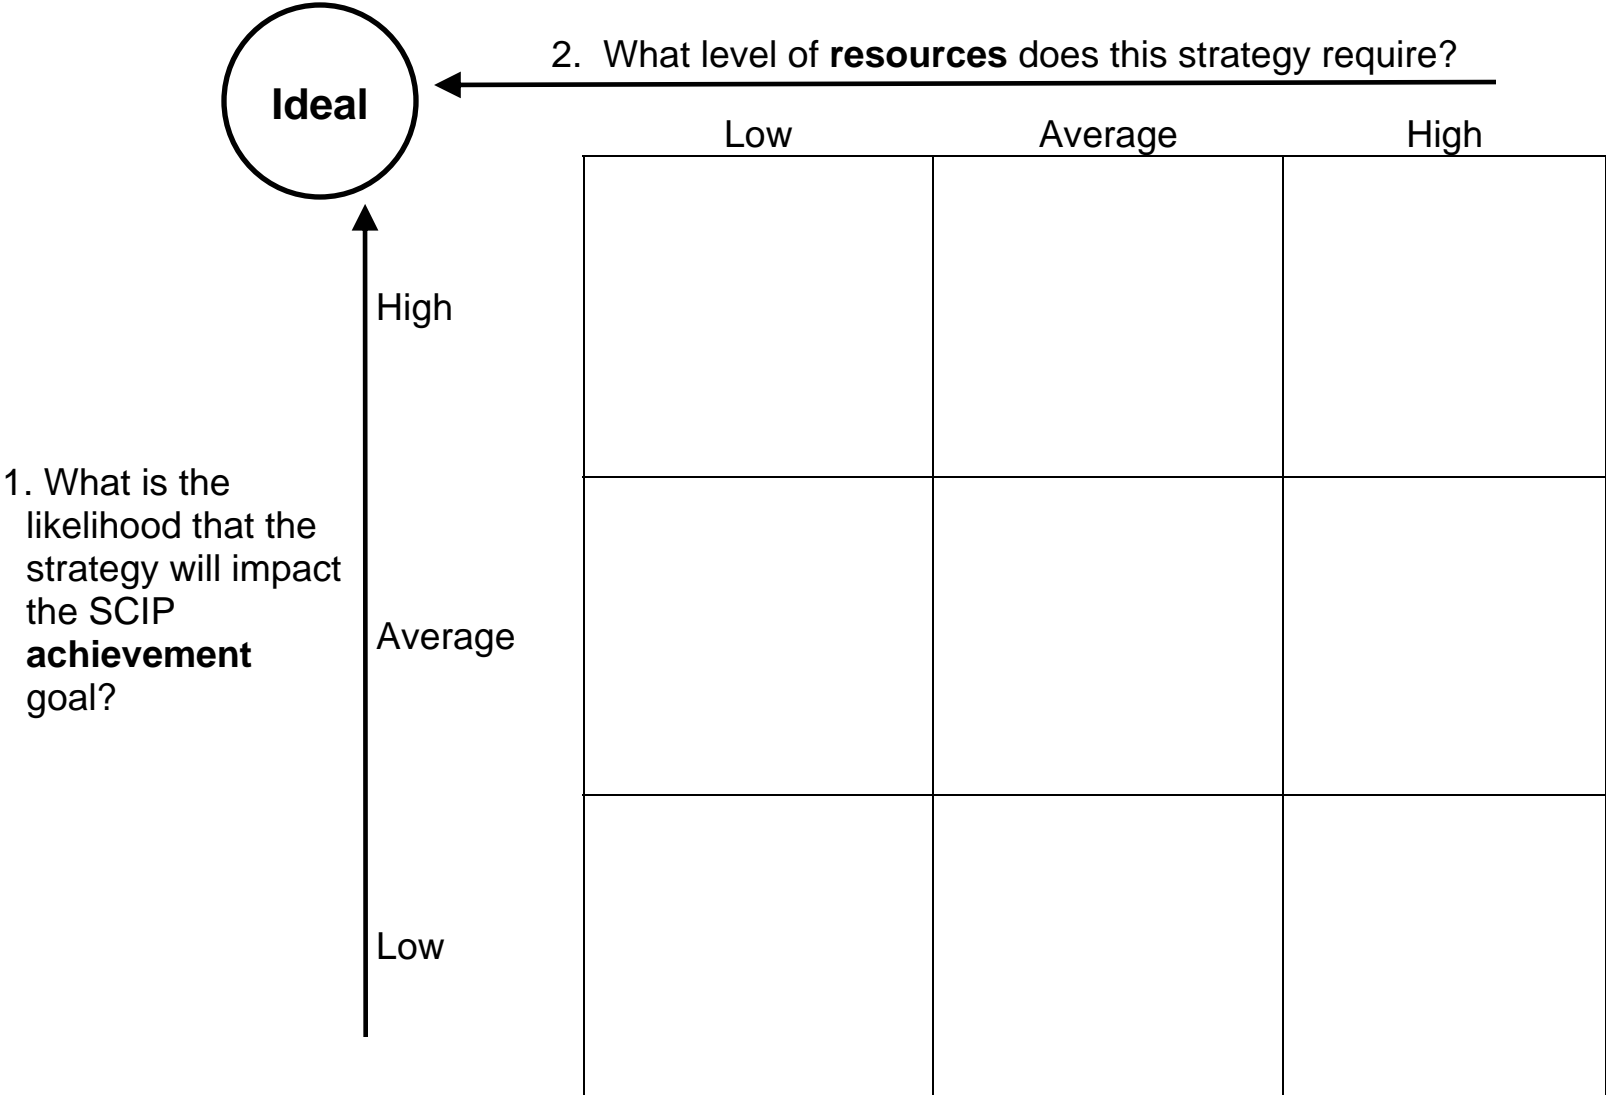 2. What level of resources does this strategy require?
Ideal
Low Average High
High
1. What is the
likelihood that the
strategy will impact
the SCIP
achievement
goal?
Average
Low